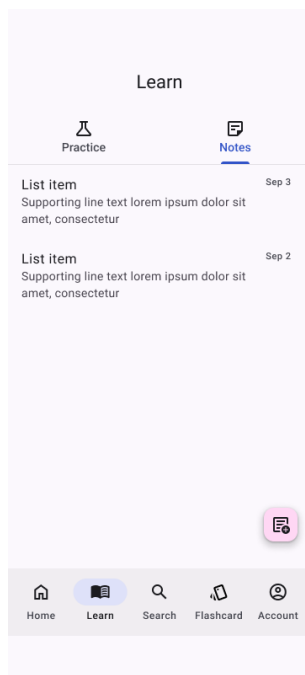 Learn
Practice
Notes
List item
Sep 3
Supporting line text lorem ipsum dolor sit
amet, consectetur
List item
Sep 2
Supporting line text lorem ipsum dolor sit
amet, consectetur
Home
Learn
Search
Flashcard
Account